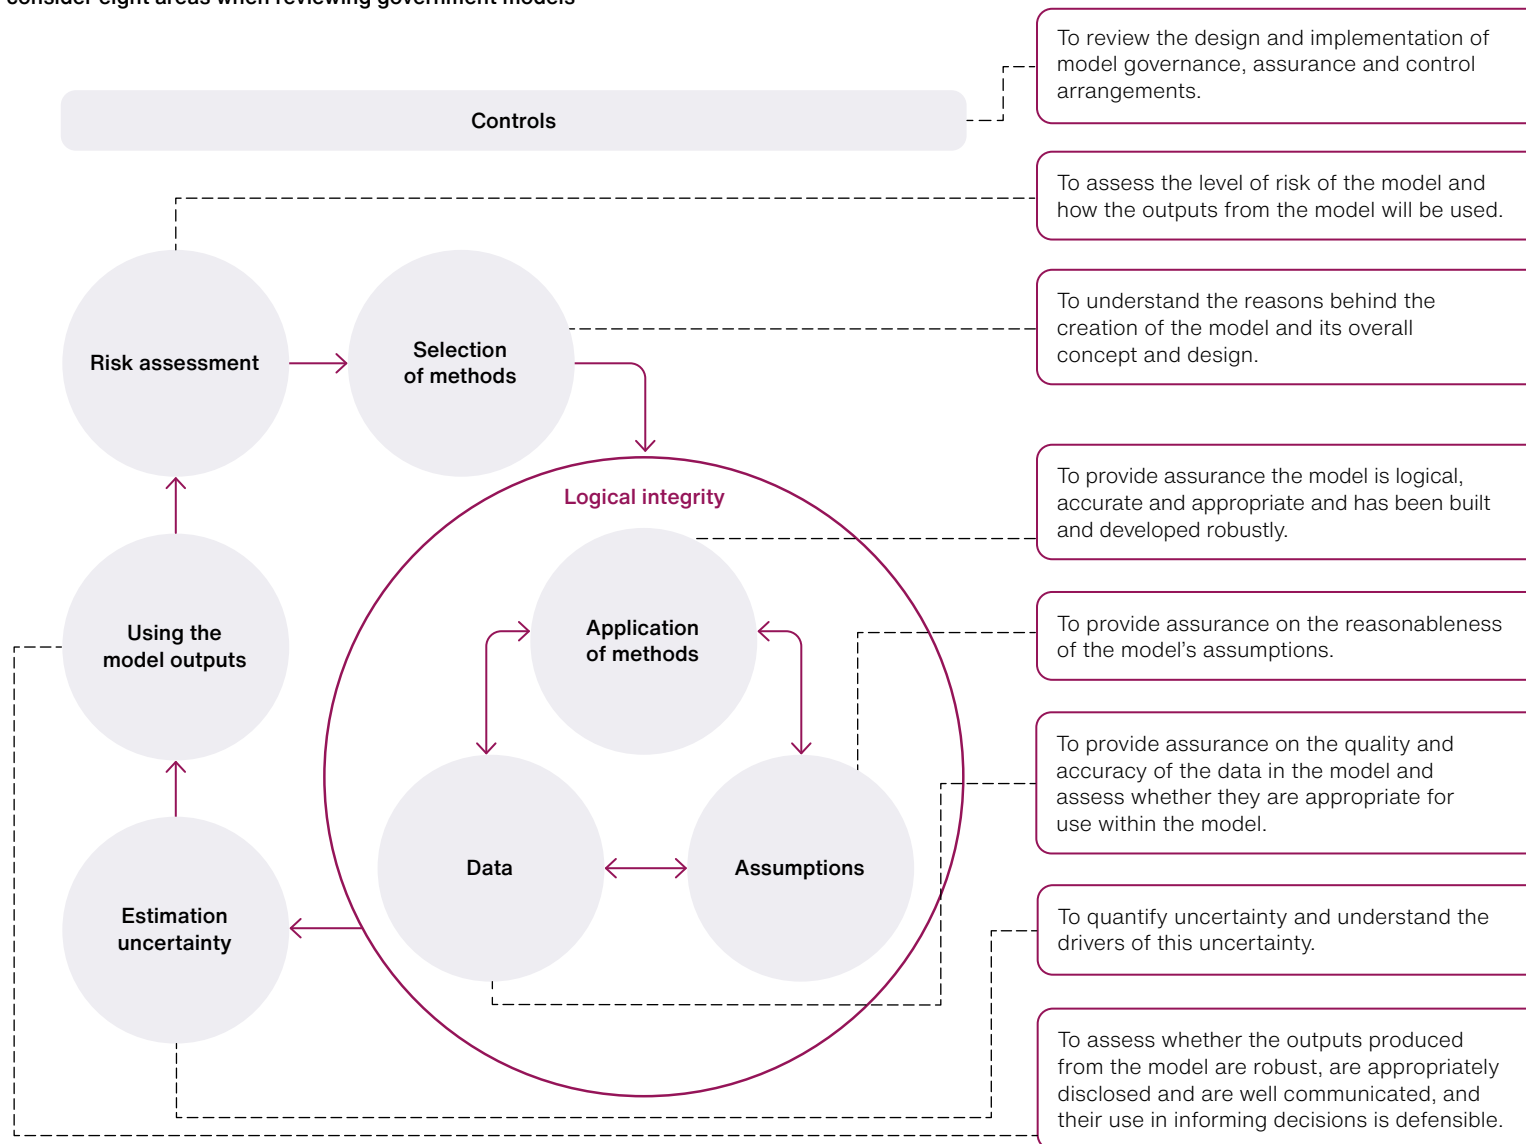 consider eight areas when reviewing government models
Controls
To review the design and implementation of
model governance, assurance and control
arrangements.
To assess the level of risk of the model and
how the outputs from the model will be used.
Risk assessment
Selection
of methods
To understand the reasons behind the
creation of the model and its overall
concept and design.
Logical integrity
To provide assurance the model is logical,
accurate and appropriate and has been built
and developed robustly.
Using the
model outputs
Application
of methods
To provide assurance on the reasonableness
of the model’s assumptions.
To provide assurance on the quality and
accuracy of the data in the model and
assess whether they are appropriate for
use within the model.
Data
Assumptions
Estimation
uncertainty
To quantify uncertainty and understand the
drivers of this uncertainty.
To assess whether the outputs produced
from the model are robust, are appropriately
disclosed and are well communicated, and
their use in informing decisions is defensible.